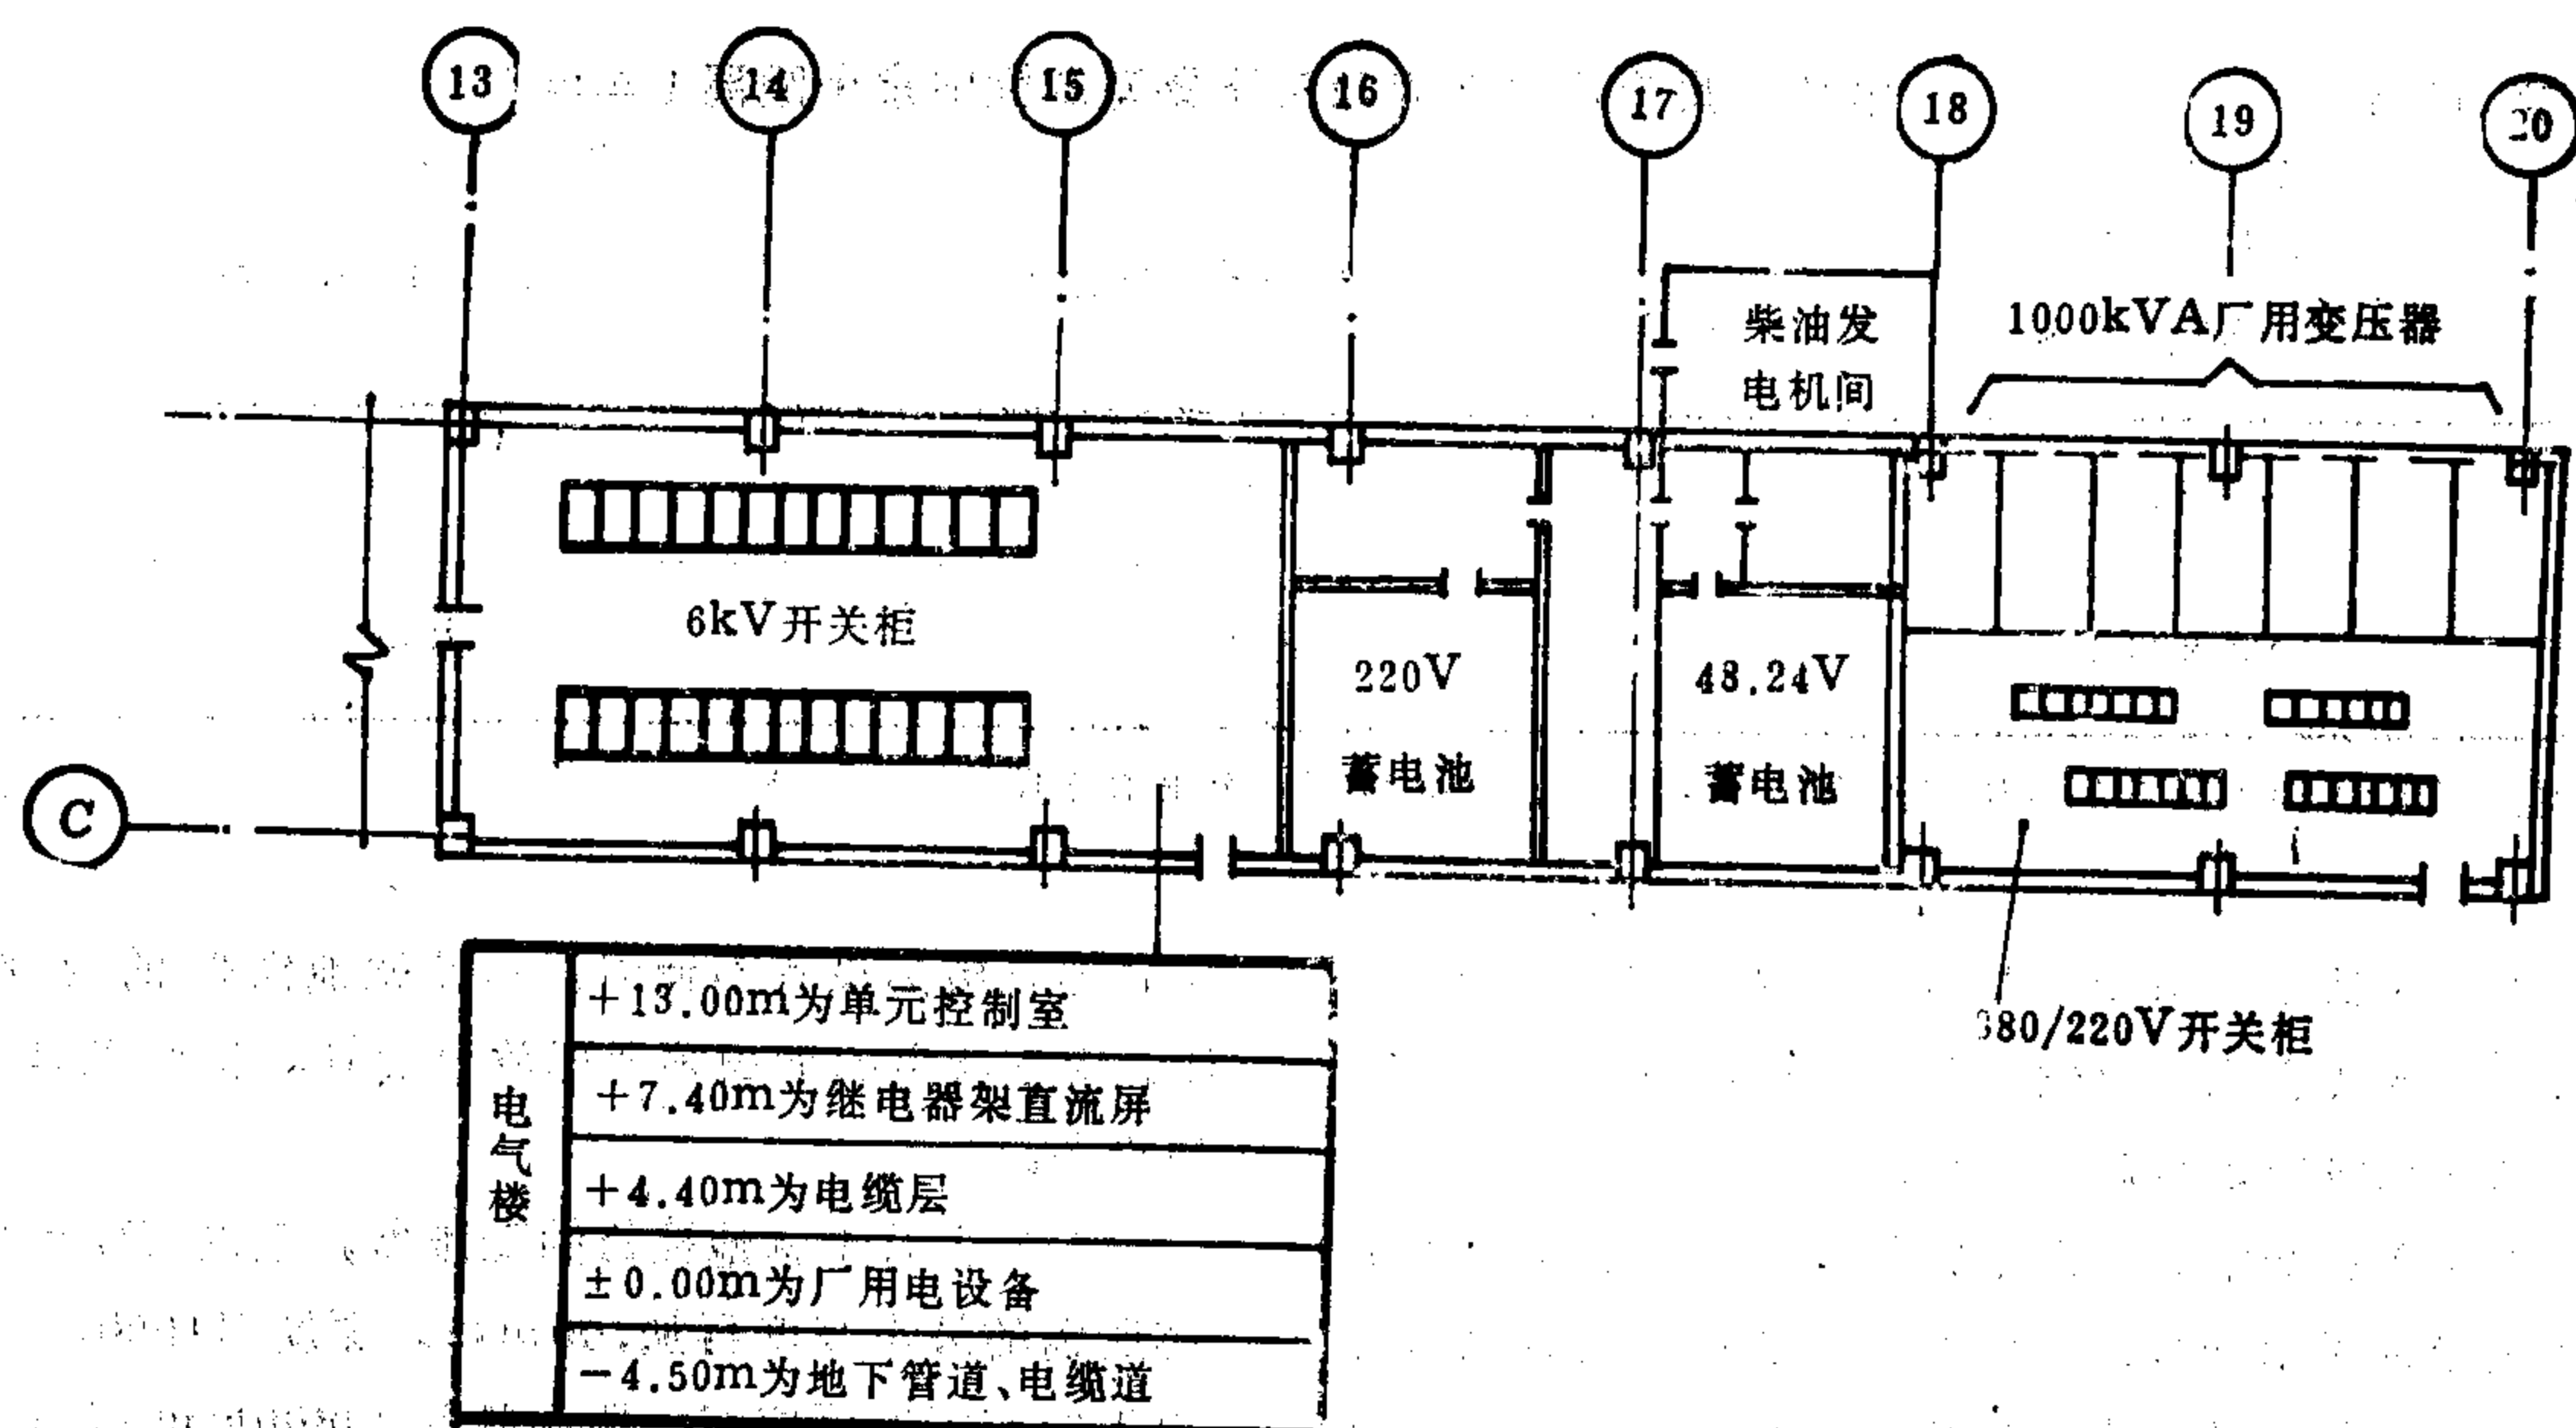 13
14
15
16
17
18
19
20
柴油发
电机间
1000kVA厂用变压器
6kV开关柜
220V
蓄电池
48.24V
蓄电池
C
380/220V开关柜
电气楼
+13.00m为单元控制室
+7.40m为继电器架直流屏
+4.40m为电缆层
±0.00m为厂用电设备
-4.50m为地下管道、电缆道